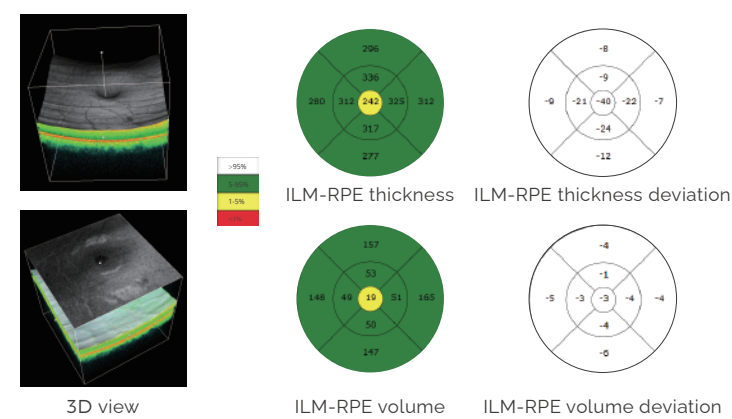 296
336
280 312 242 325 312
317
277
ILM-RPE thickness
-8
-9
-9 -21 -40 -22 -7
-24
-12
ILM-RPE thickness deviation
>95%
5-95%
1-5%
<1%
157
53
148 49 19 51 165
50
147
ILM-RPE volume
-4
-1
-5 -3 -3 -4 -4
-4
-6
ILM-RPE volume deviation
3D view